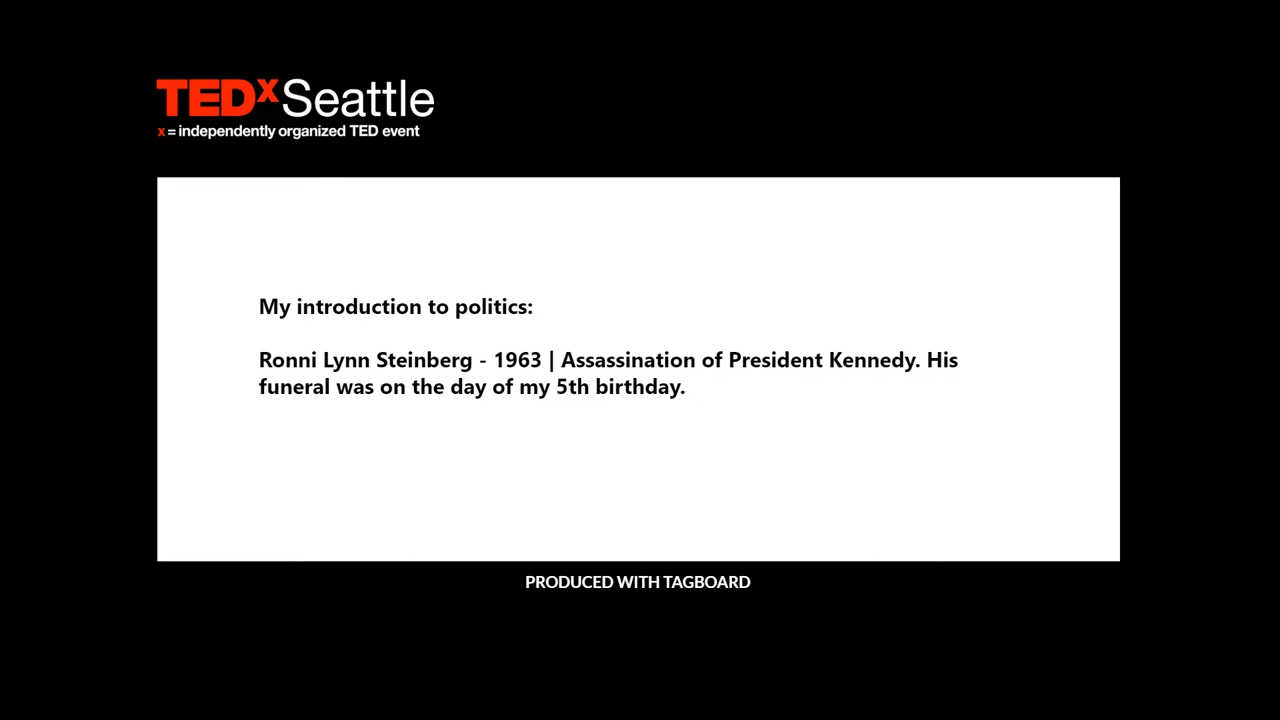 TEDxSeattle
x = independently organized TED event
My introduction to politics:
Ronni Lynn Steinberg - 1963 | Assassination of President Kennedy. His
funeral was on the day of my 5th birthday.
PRODUCED WITH TAGBOARD